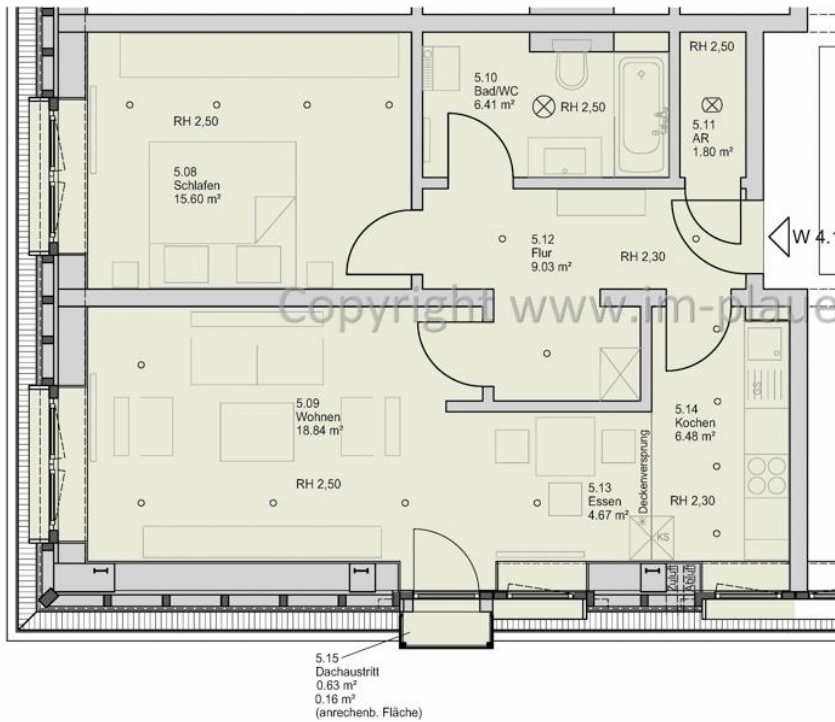 RH 2,50
5.10
Bad/WC
6.41 m²
RH 2,50
RH 2,50
5.11
AR
1.80 m²
5.08
Schlafen
15.60 m²
5.12
Flur
9.03 m²
RH 2,30
W 4.1
Copyright www.im-plaue
5.09
Wohnen
18.84 m²
RH 2,50
GS
5.14
Kochen
6.48 m²
RH 2,30
Deckenversprung
5.13
Essen
4.67 m²
KS
Zuluft
Abluft
5.15
Dachaustritt
0.63 m²
0.16 m²
(anrechenb. Fläche)